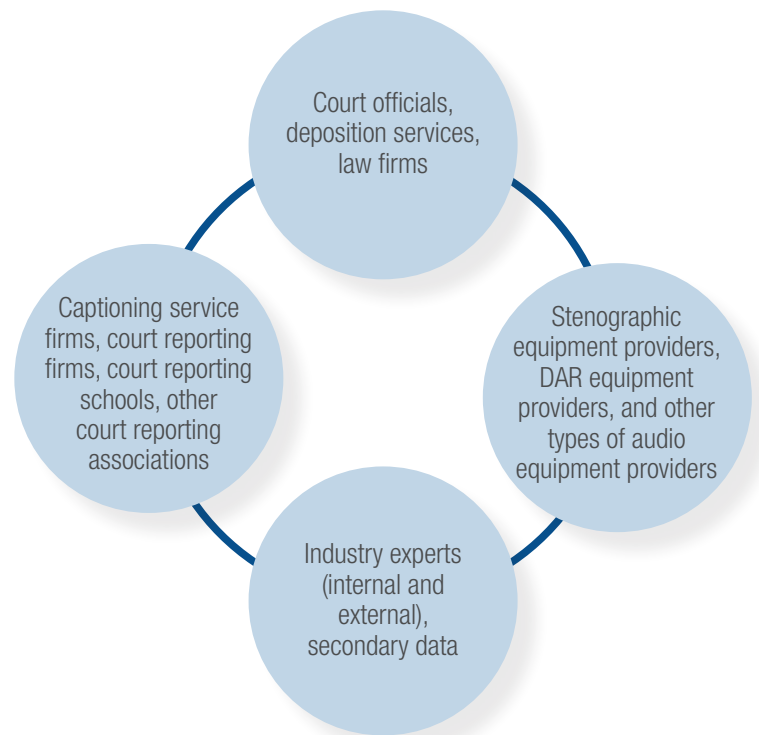 Court officials,
deposition services,
law firms
Captioning service
firms, court reporting
firms, court reporting
schools, other
court reporting
associations
Stenographic
equipment providers,
DAR equipment
providers, and other
types of audio
equipment providers
Industry experts
(internal and
external),
secondary data